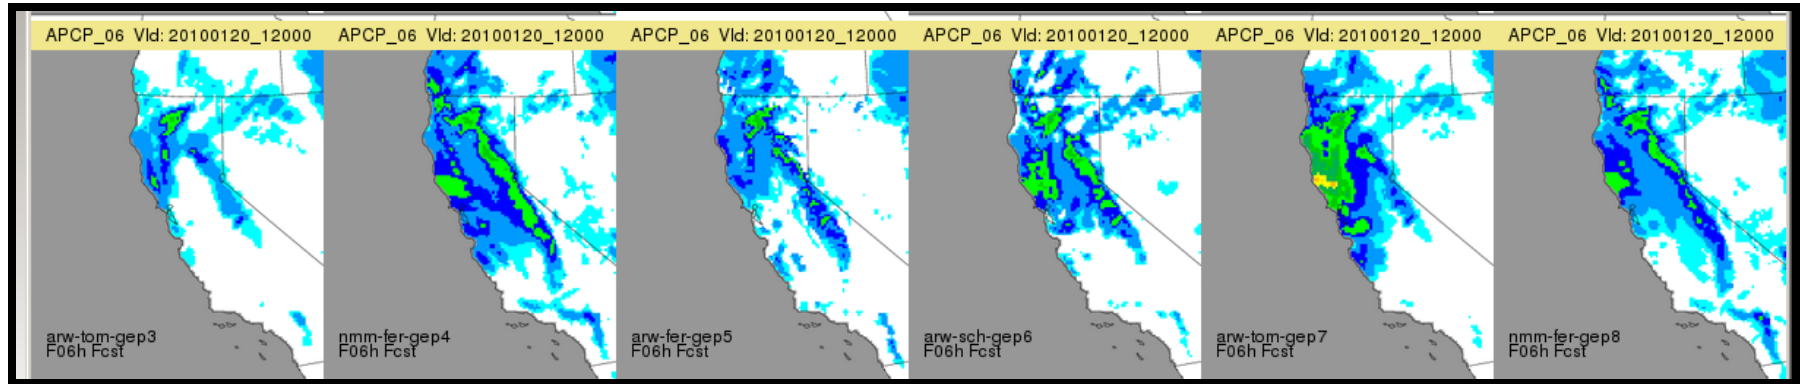 APCP_06 Vld: 20100120_12000
APCP_06 Vld: 20100120_12000
APCP_06 Vld: 20100120_12000
APCP_06 Vld: 20100120_12000
APCP_06 Vld: 20100120_12000
APCP_06 Vld: 20100120_12000
arw-tom-gep3
F06h Fcst
nmm-fer-gep4
F06h Fcst
arw-fer-gep5
F06h Fcst
arw-sch-gep6
F06h Fcst
arw-tom-gep7
F06h Fcst
nmm-fer-gep8
F06h Fcst